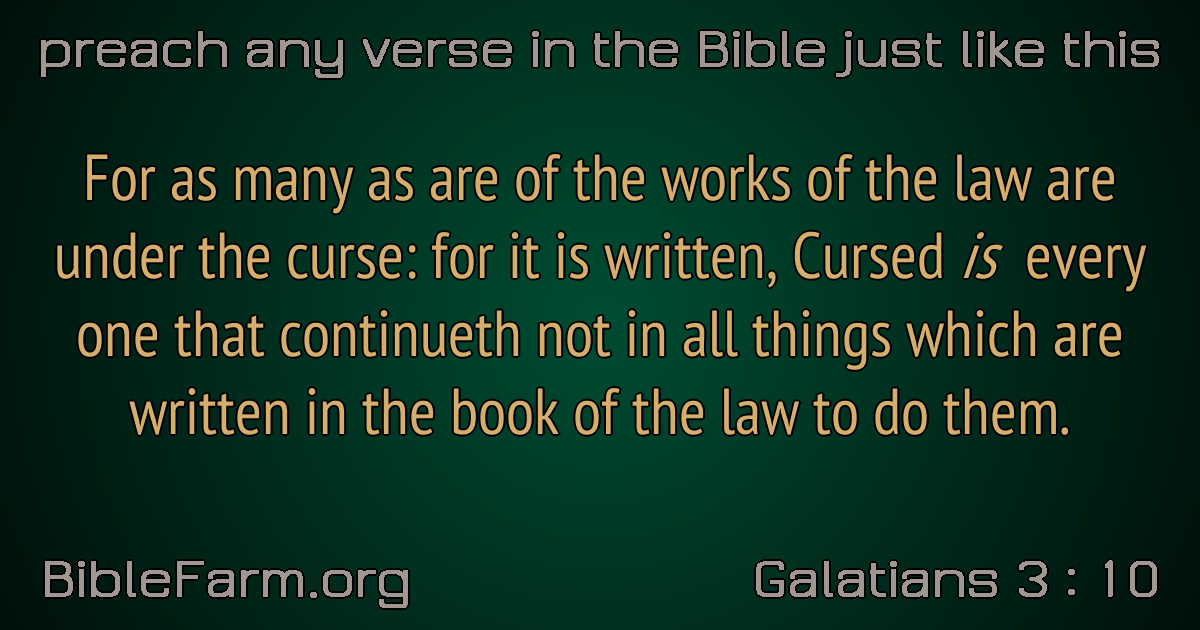 preach any verse in the Bible just like this
For as many as are of the works of the law are
under the curse: for it is written, Cursed is every
one that continueth not in all things which are
written in the book of the law to do them.
BibleFarm.org
Galatians 3 : 10